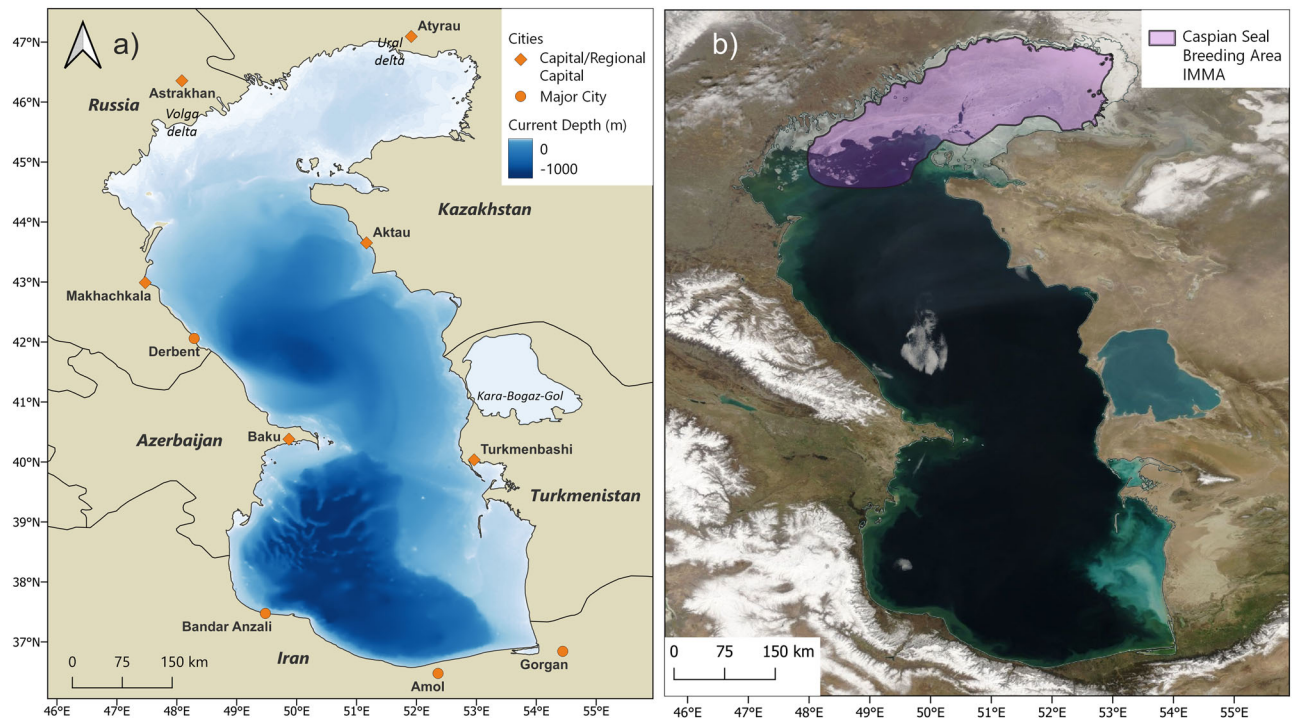 a)
47°N
46°N
45°N
44°N
43°N
42°N
41°N
40°N
39°N
38°N
37°N
Atyrau
Ural
delta
Astrakhan
Russia
Volga
delta
Cities
Capital/Regional
Capital
Major City
Current Depth (m)
0
-1000
Kazakhstan
Aktau
Makhachkala
Derbent
Kara-Bogaz-Gol
Azerbaijan
Baku
Turkmenbashi
Turkmenistan
Bandar Anzali
Iran
Gorgan
Amol
0 75 150 km
46°E 47°E 48°E 49°E 50°E 51°E 52°E 53°E 54°E 55°E
b)
Caspian Seal
Breeding Area
IMMA
0 75 150 km
46°E 47°E 48°E 49°E 50°E 51°E 52°E 53°E 54°E 55°E